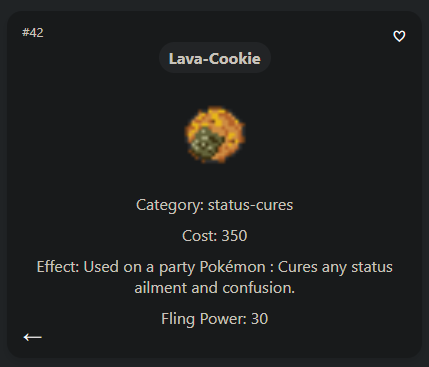 #42
Lava-Cookie
Category: status-cures
Cost: 350
Effect: Used on a party Pokémon : Cures any status
ailment and confusion.
Fling Power: 30